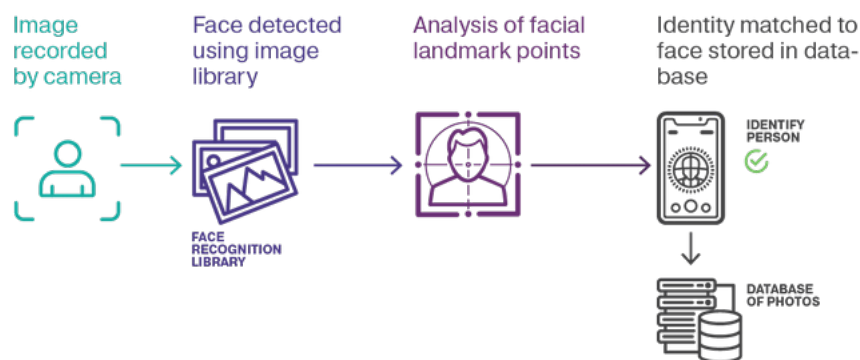 Image
recorded
by camera
Face detected
using image
library
Analysis of facial
landmark points
Identity matched to
face stored in data-
base
FACE
RECOGNITION
LIBRARY
IDENTIFY
PERSON
DATABASE
OF PHOTOS